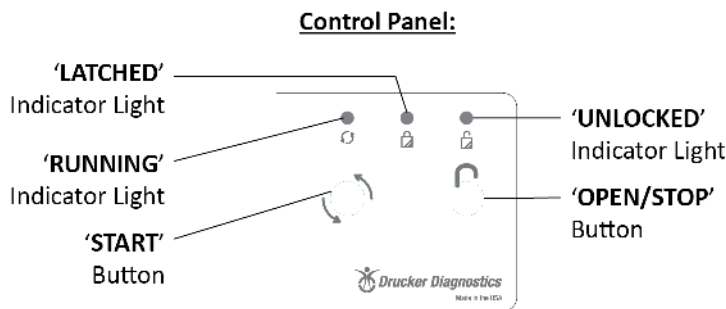 Control Panel:
'LATCHED'
Indicator Light
'RUNNING'
Indicator Light
'START'
Button
'UNLOCKED'
Indicator Light
'OPEN/STOP'
Button
Drucker Diagnostics
Made in the USA